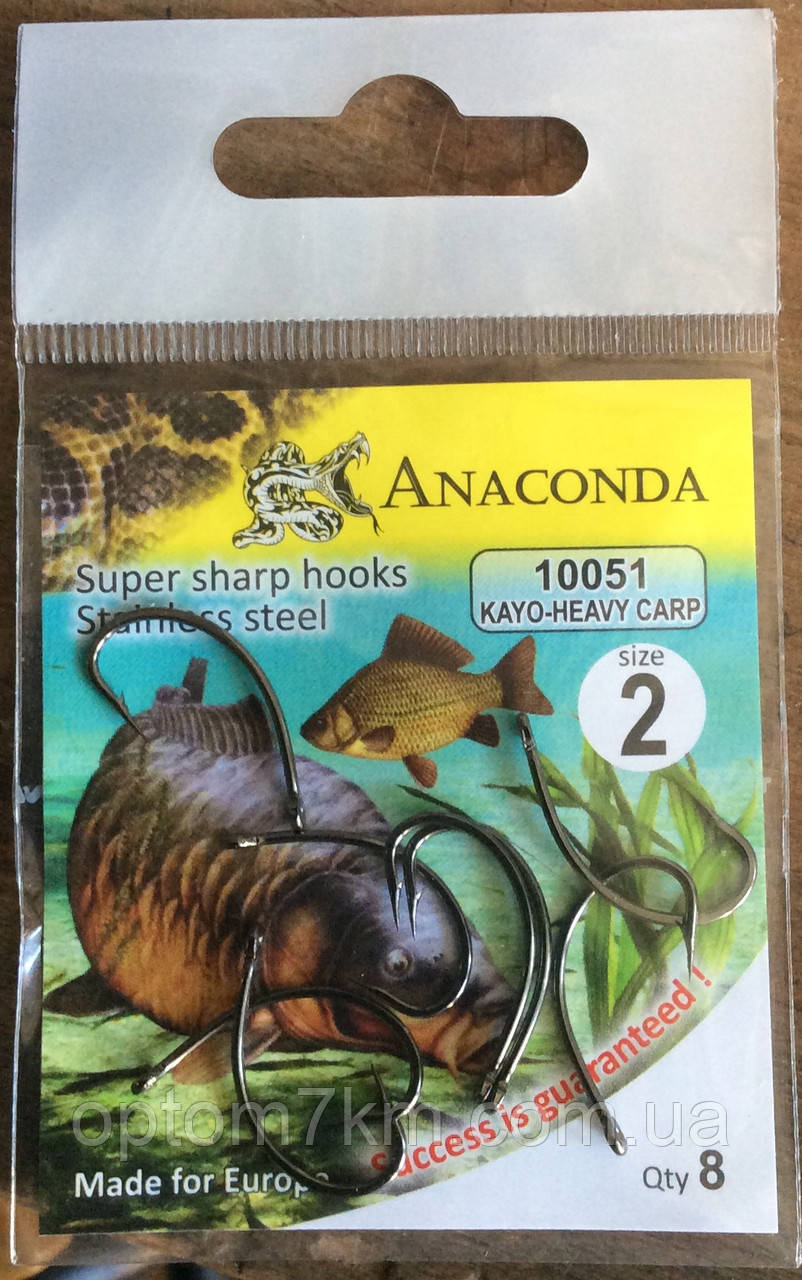 ANACONDA
Super sharp hooks
Stainless steel
10051
KAYO-HEAVY CARP
size
2
success is guaranteed !
optom7km.com.ua
Made for Europe
Qty 8